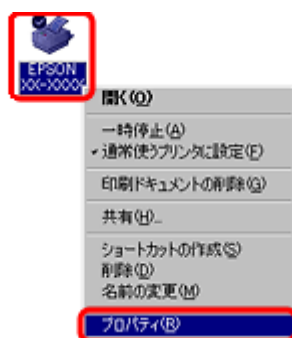 EPSON
XX-XXXX
開く(O)
一時停止(A)
通常使うプリンタに設定(F)
印刷ドキュメントの削除(G)
共有(H)...
ショートカットの作成(S)
削除(D)
名前の変更(M)
プロパティ(R)